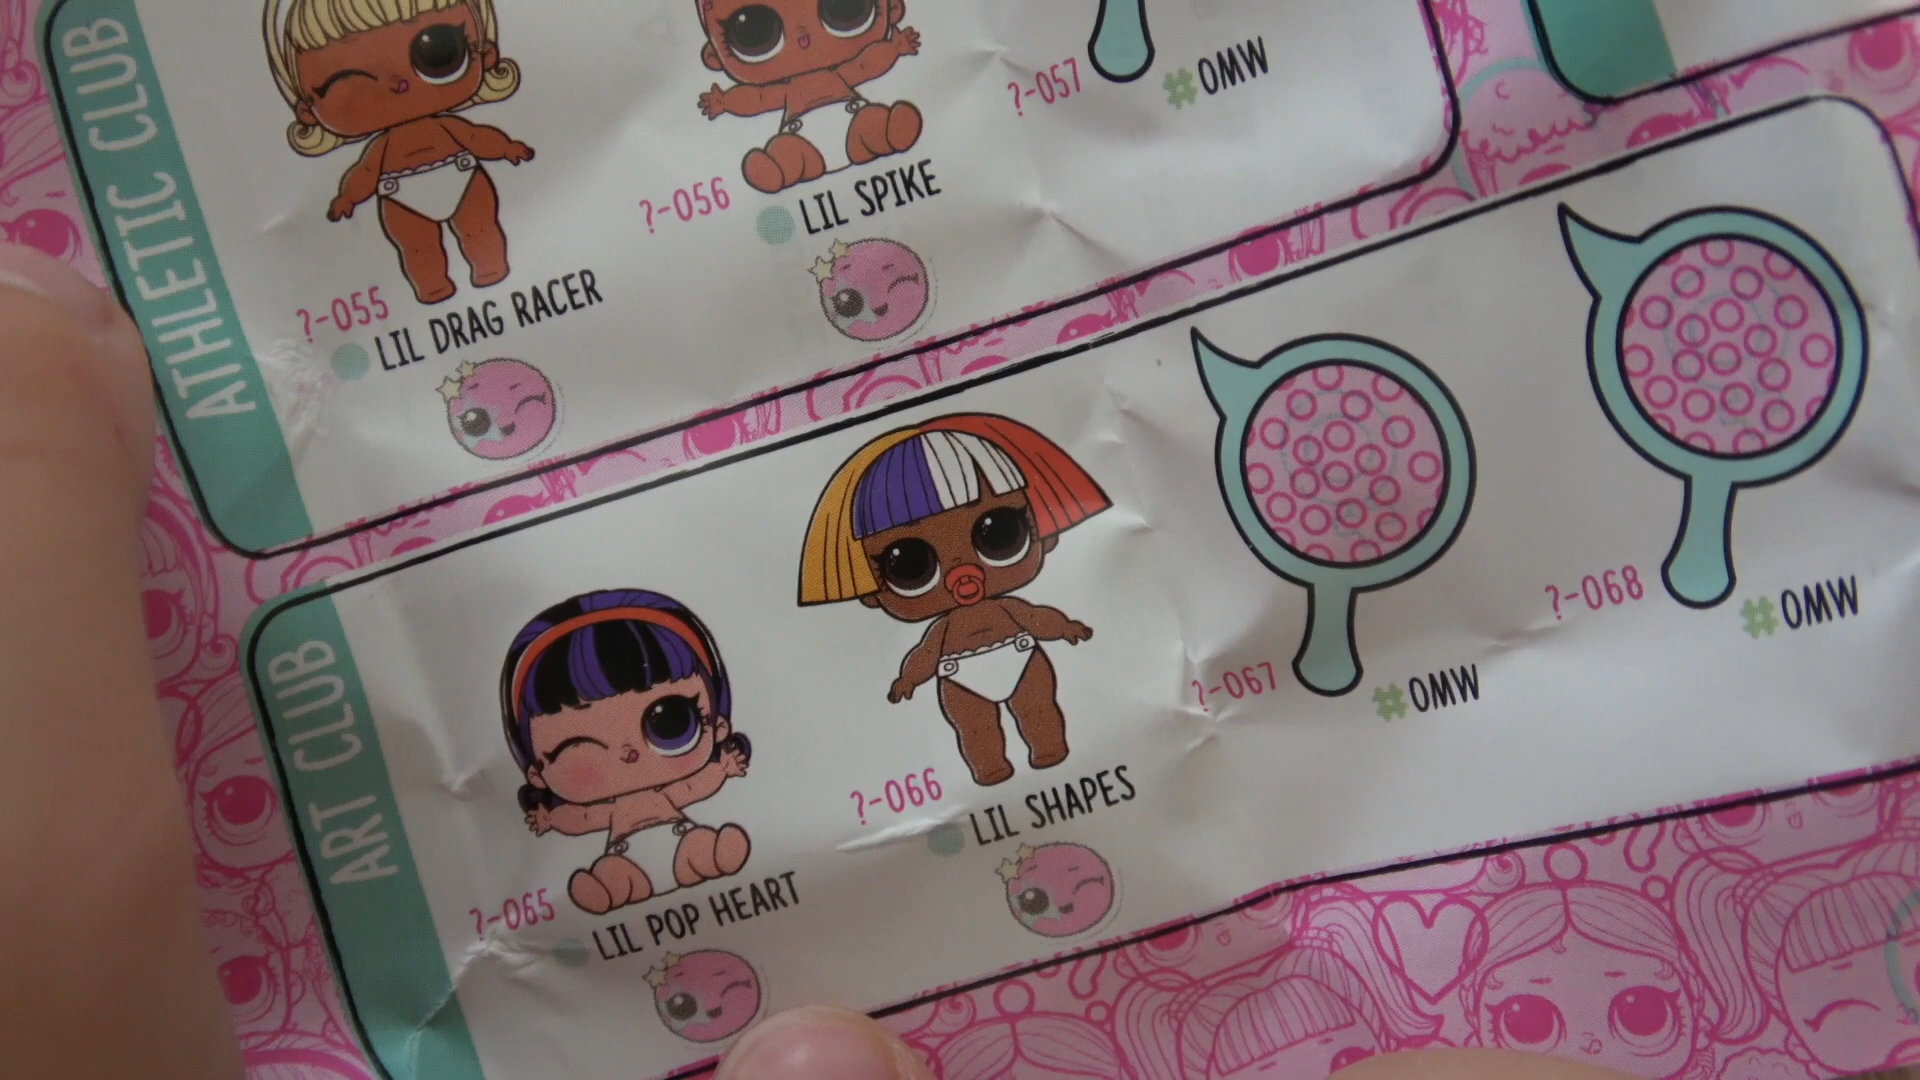 ATHLETIC CLUB
?-055
LIL DRAG RACER
?-056
LIL SPIKE
?-057
#OMW
ART CLUB
?-065
LIL POP HEART
?-066
LIL SHAPES
?-067
#OMW
?-068
#OMW